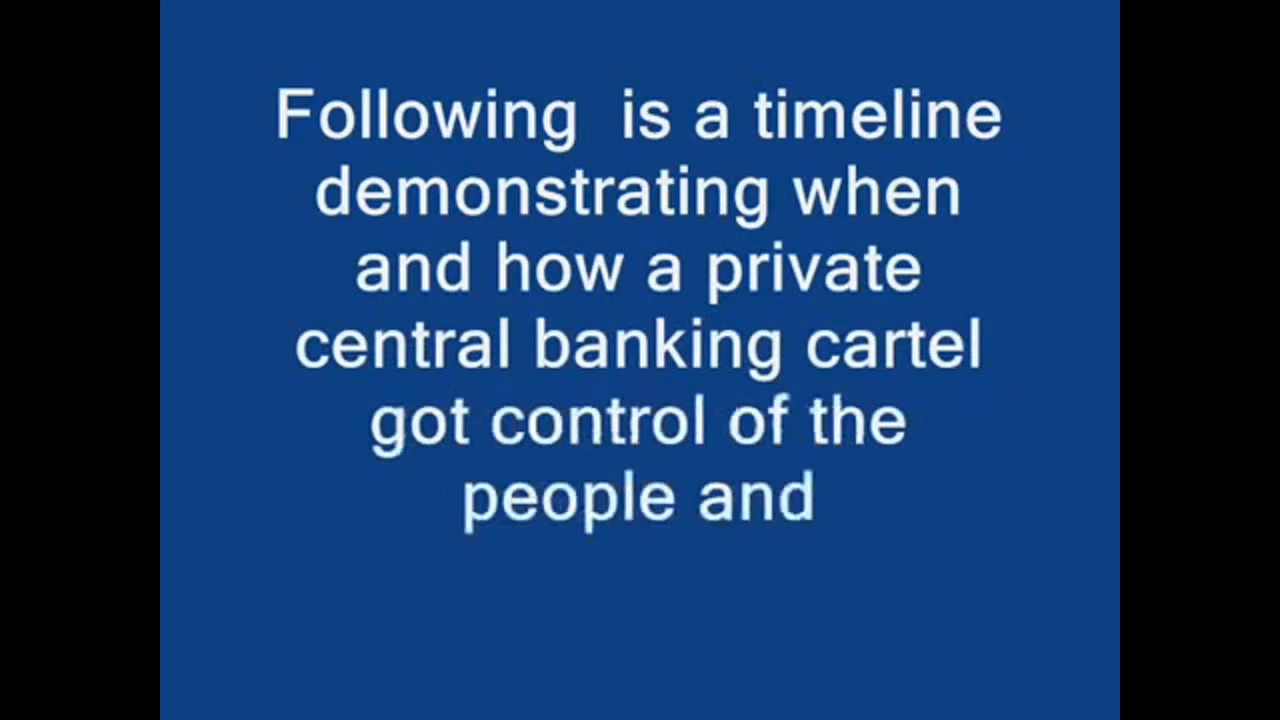 Following  is a timeline
demonstrating when
and how a private
central banking cartel
got control of the
people and